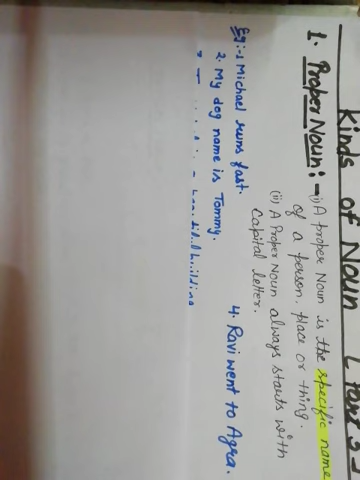 Kinds of Noun
1. Proper Noun:- (i) A proper Noun is the specific name
of a person. place or thing.
(ii) A Proper Noun always starts with
Capital letter.
Eg:-1 Michael runs fast.
2. My dog name is Tommy.
building
4. Ravi went to Agra.